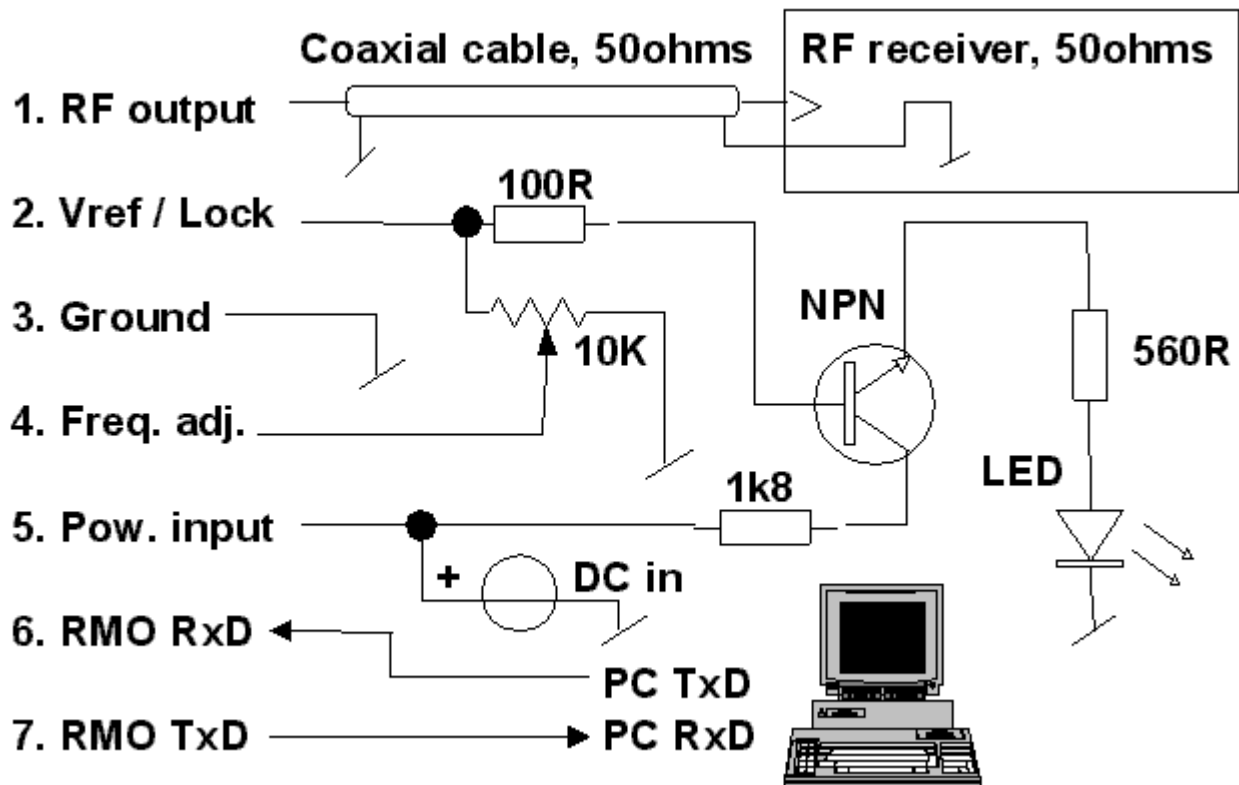 Coaxial cable, 50ohms
RF receiver, 50ohms
1. RF output
100R
2. Vref / Lock
NPN
3. Ground
10K
560R
4. Freq. adj.
1k8
LED
5. Pow. input
+
DC in
6. RMO RxD
PC TxD
7. RMO TxD
PC RxD